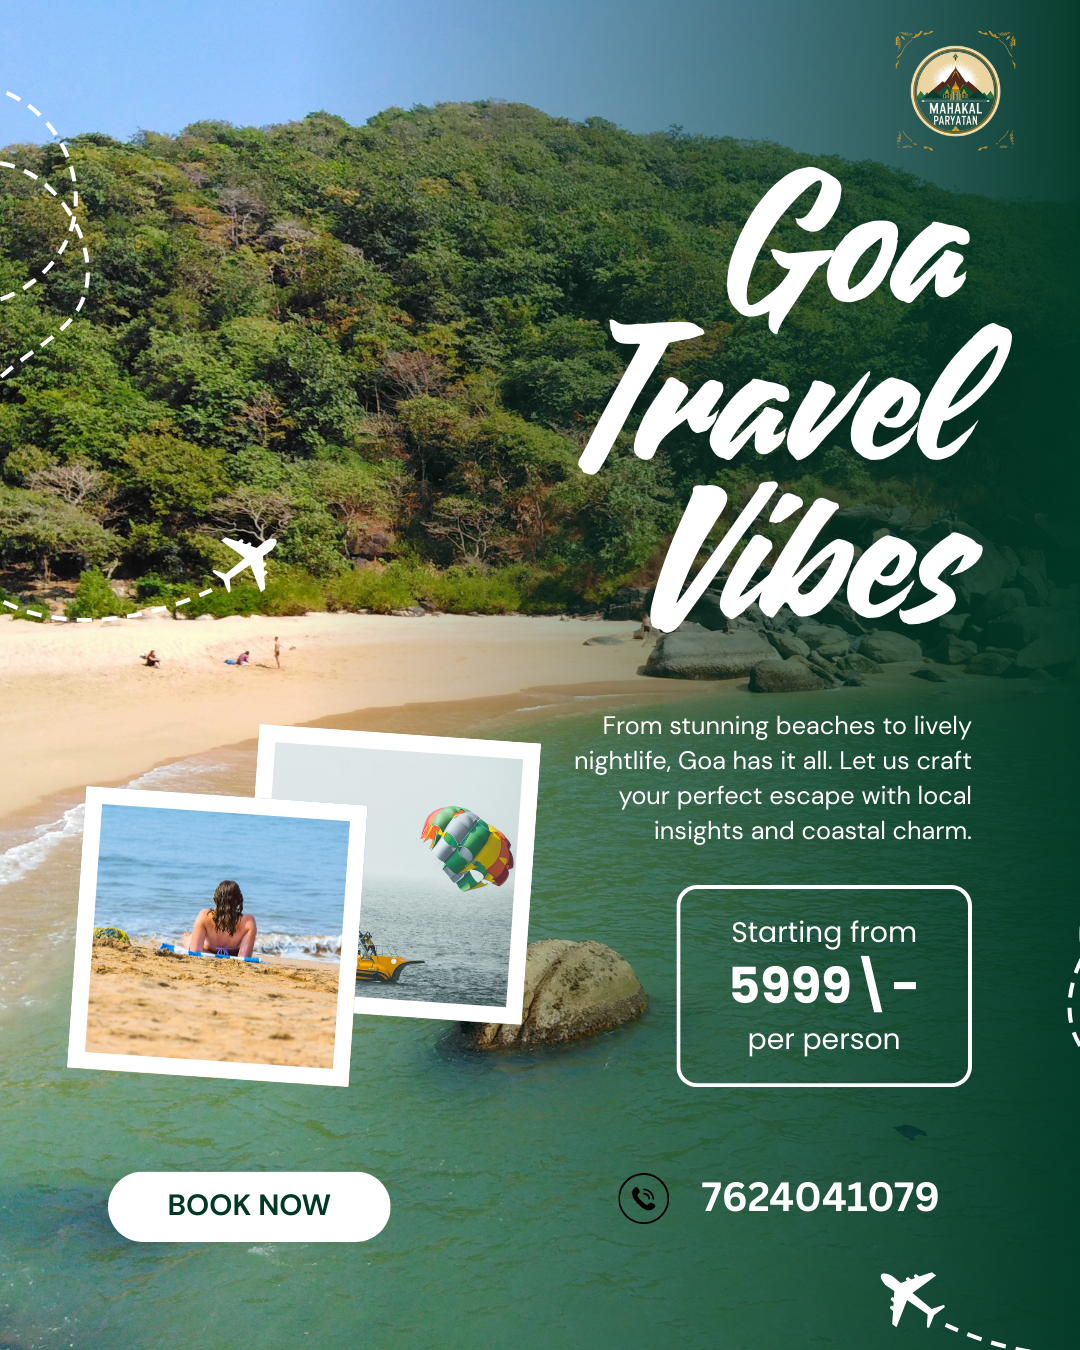 MAHAKAL
PARYATAN
Goa
Travel
Vibes
From stunning beaches to lively
nightlife, Goa has it all. Let us craft
your perfect escape with local
insights and coastal charm.
Starting from
5999\-
per person
BOOK NOW
7624041079